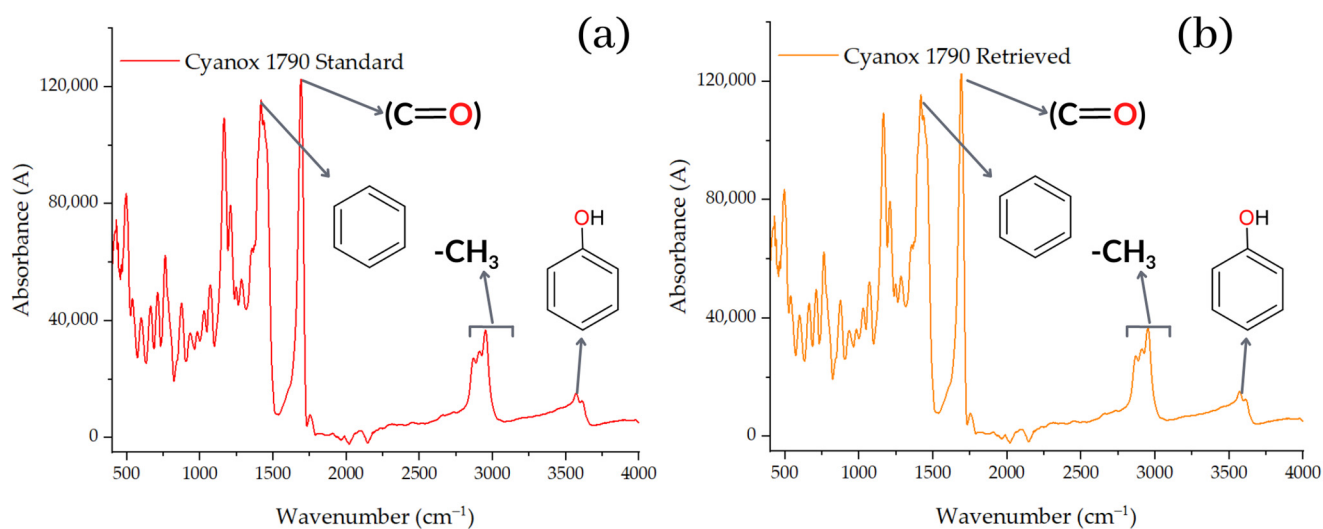 (a)
Cyanox 1790 Standard
120,000
80,000
40,000
0
Absorbance (A)
(C=O)
-CH₃
OH
500 1000 1500 2000 2500 3000 3500 4000
Wavenumber (cm⁻¹)
(b)
Cyanox 1790 Retrieved
120,000
80,000
40,000
0
Absorbance (A)
(C=O)
-CH₃
OH
500 1000 1500 2000 2500 3000 3500 4000
Wavenumber (cm⁻¹)